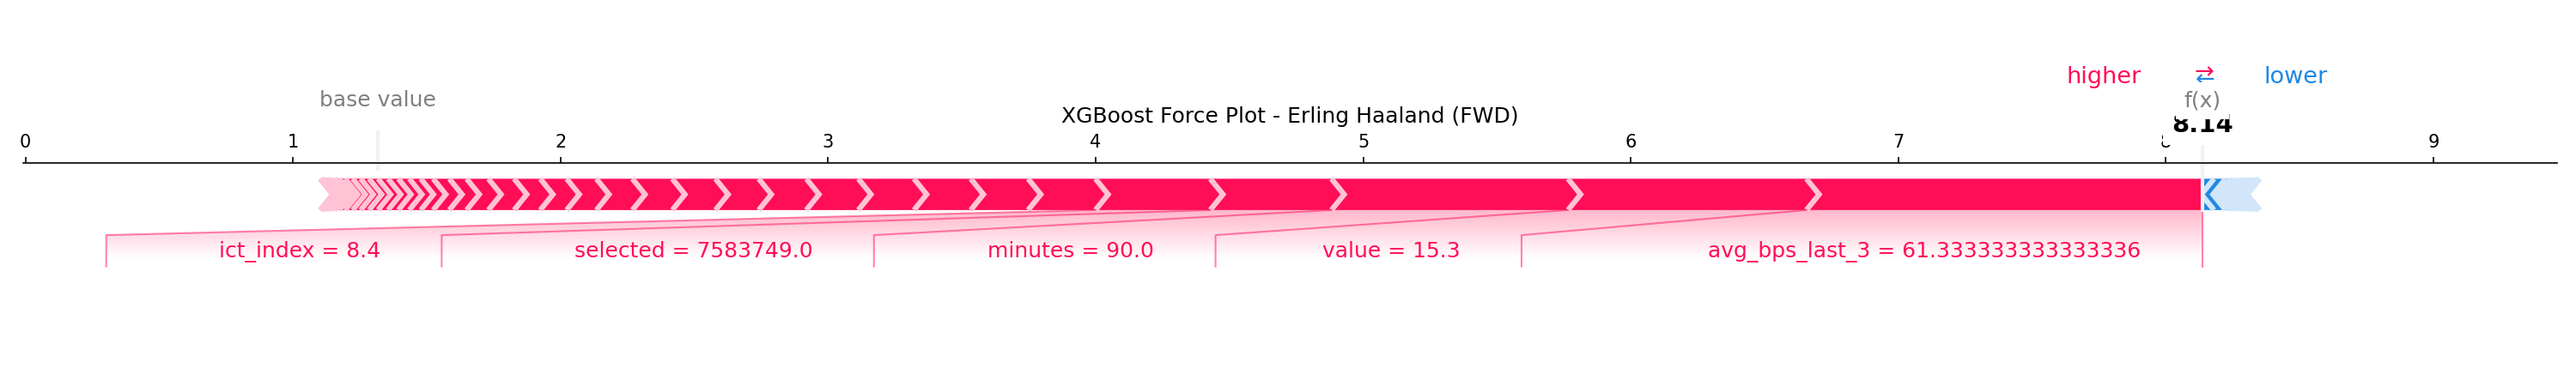 higher ⇄ lower
base value
f(x)
XGBoost Force Plot - Erling Haaland (FWD)
8.14
0 1 2 3 4 5 6 7 9
ict_index = 8.4
selected = 7583749.0
minutes = 90.0
value = 15.3
avg_bps_last_3 = 61.333333333333336